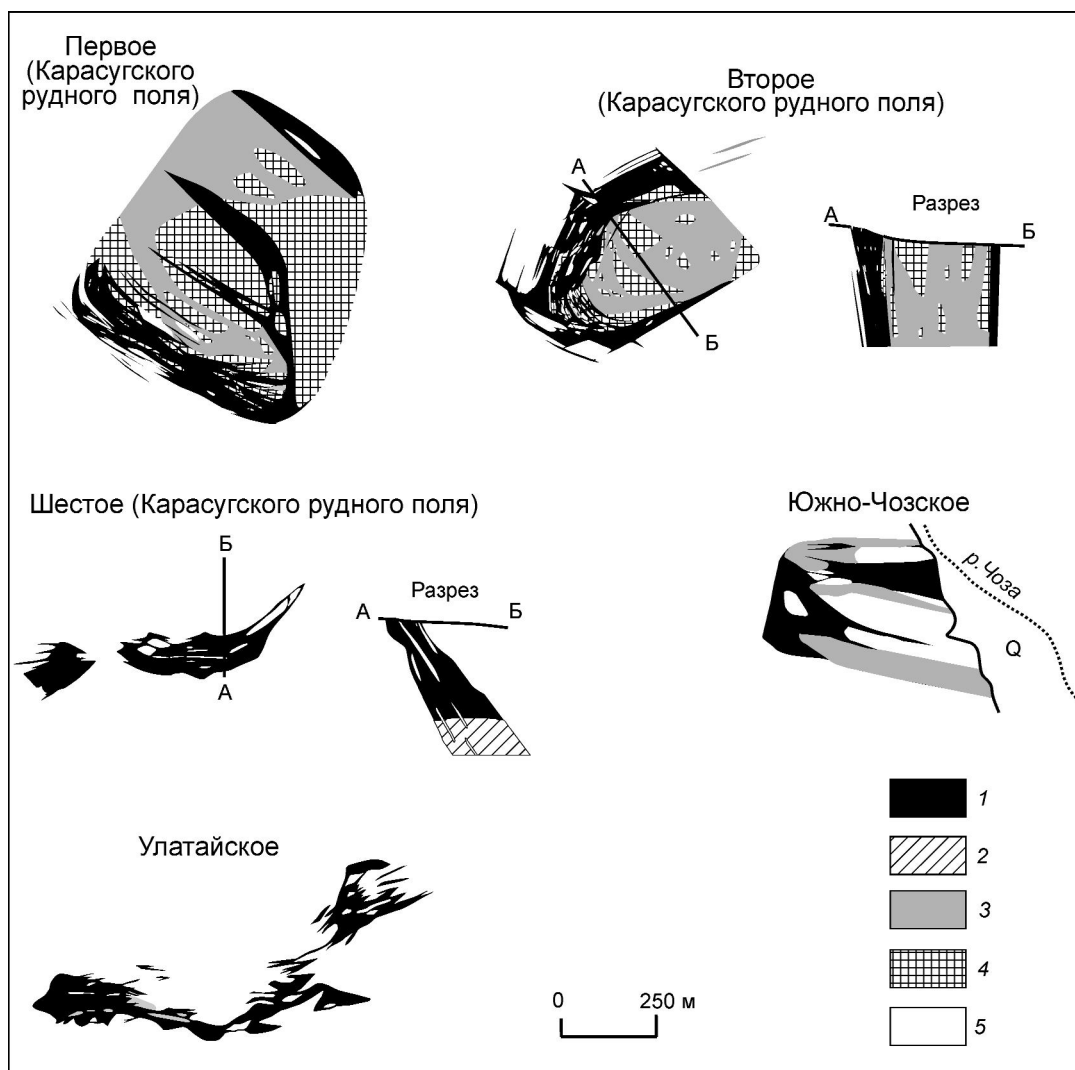 Первое
(Карасугского
рудного поля)
Второе
(Карасугского рудного поля)
А
Б
Разрез
А
Б
Шестое (Карасугского рудного поля)
Б
А
Разрез
А
Б
Южно-Чозское
р. Чоза
Q
Улатайское
0 250 м
1
2
3
4
5